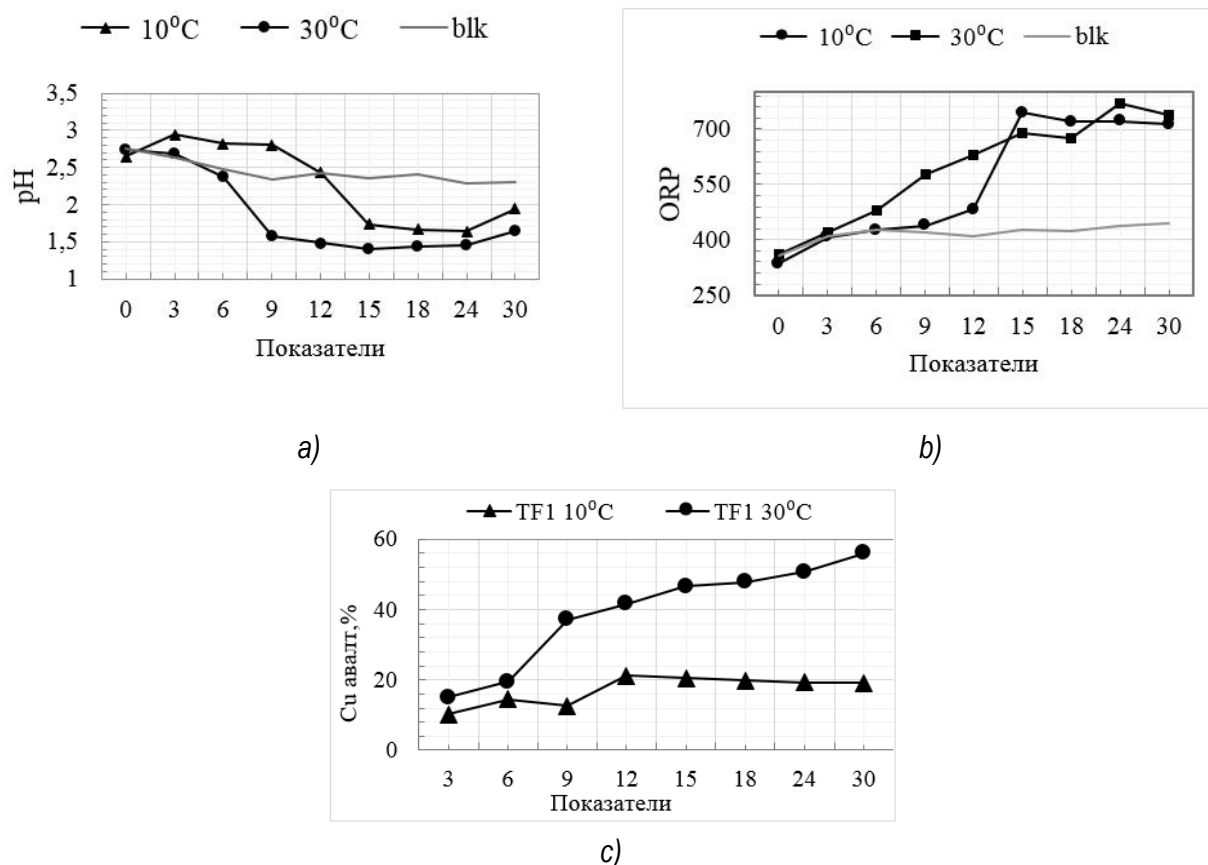 10⁰C 30⁰C blk
pH
3,5
3
2,5
2
1,5
1
0 3 6 9 12 15 18 24 30
Показатели
a)
10⁰C 30⁰C blk
ORP
700
550
400
250
0 3 6 9 12 15 18 24 30
Показатели
b)
TF1 10⁰C TF1 30⁰C
Cu авалт,%
60
40
20
0
3 6 9 12 15 18 24 30
Показатели
c)